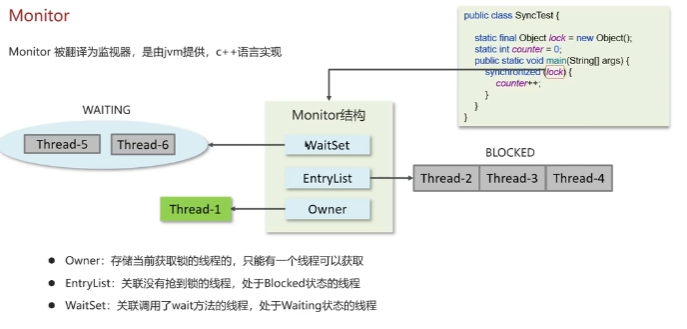 Monitor
Monitor 被翻译为监视器，是由jvm提供，c++语言实现
public class SyncTest {
static final Object lock = new Object();
static int counter = 0;
public static void main(String[] args) {
synchronized (lock) {
counter++;
}
}
}
WAITING
Thread-5
Thread-6
Monitor结构
WaitSet
EntryList
Owner
Thread-1
BLOCKED
Thread-2
Thread-3
Thread-4
● Owner：存储当前获取锁的线程的，只能有一个线程可以获取
● EntryList：关联没有抢到锁的线程，处于Blocked状态的线程
● WaitSet：关联调用了wait方法的线程，处于Waiting状态的线程